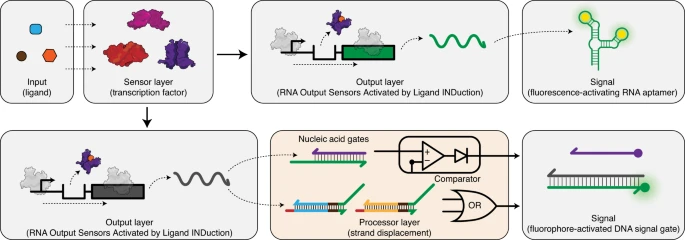 Input
(ligand)
Sensor layer
(transcription factor)
Output layer
(RNA Output Sensors Activated by Ligand INDuction)
Signal
(fluorescence-activating RNA aptamer)
Output layer
(RNA Output Sensors Activated by Ligand INDuction)
Nucleic acid gates
+
-
Comparator
OR
Processor layer
(strand displacement)
Signal
(fluorophore-activated DNA signal gate)